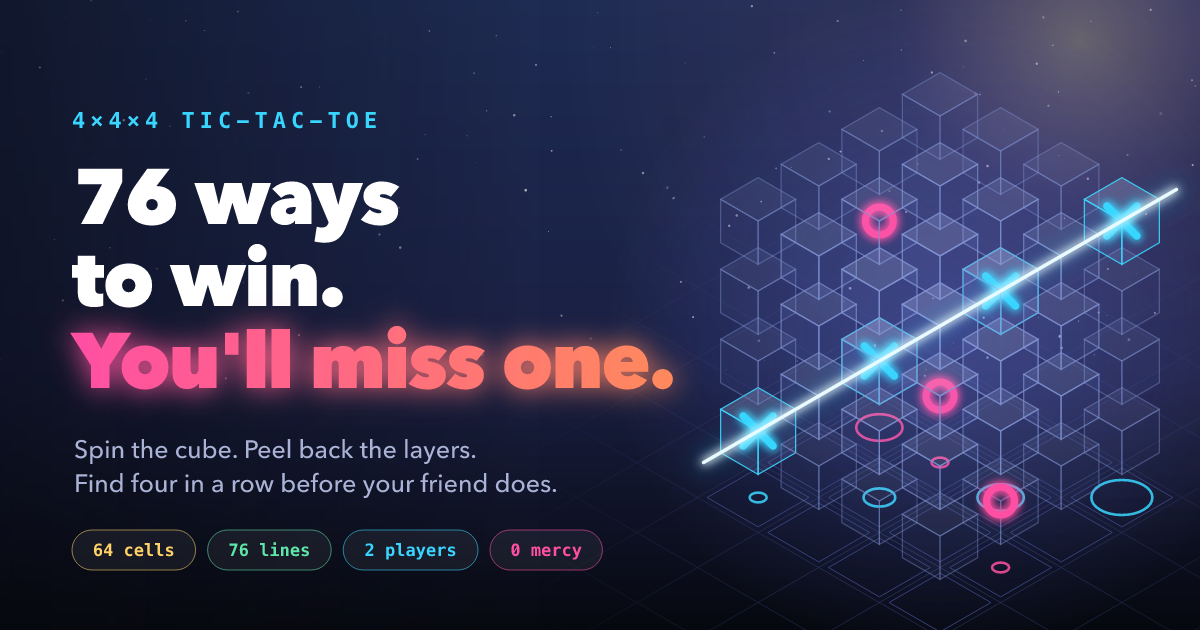 4×4×4 TIC–TAC–TOE
76 ways
to win.
You'll miss one.
Spin the cube. Peel back the layers.
Find four in a row before your friend does.
64 cells
76 lines
2 players
0 mercy